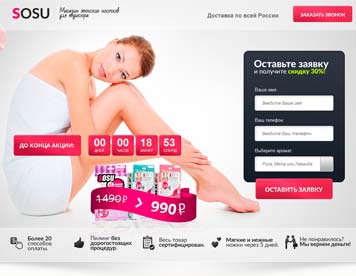 SOSU
Магазин японских носочков
для педикюра
Доставка по всей России
ЗАКАЗАТЬ ЗВОНОК
Оставьте заявку
и получите скидку 30%!
Ваше имя:
Введите Ваше имя
Ваш телефон:
Введите Ваш телефон
Выберите аромат:
Роза, Мята или Лаванда
ОСТАВИТЬ ЗАЯВКУ
ДО КОНЦА АКЦИИ:
00 00 18 53
ДНЕЙ ЧАСОВ МИНУТ СЕКУНД
SOSU
1490 ₽ > 990 ₽
Более 20
способов
оплаты.
Пилинг без
дорогостоящих
процедур.
Весь товар
сертифицирован.
Мягкие и нежные
ножки через 5 дней.
Не понравилось?
Мы вернем деньги!